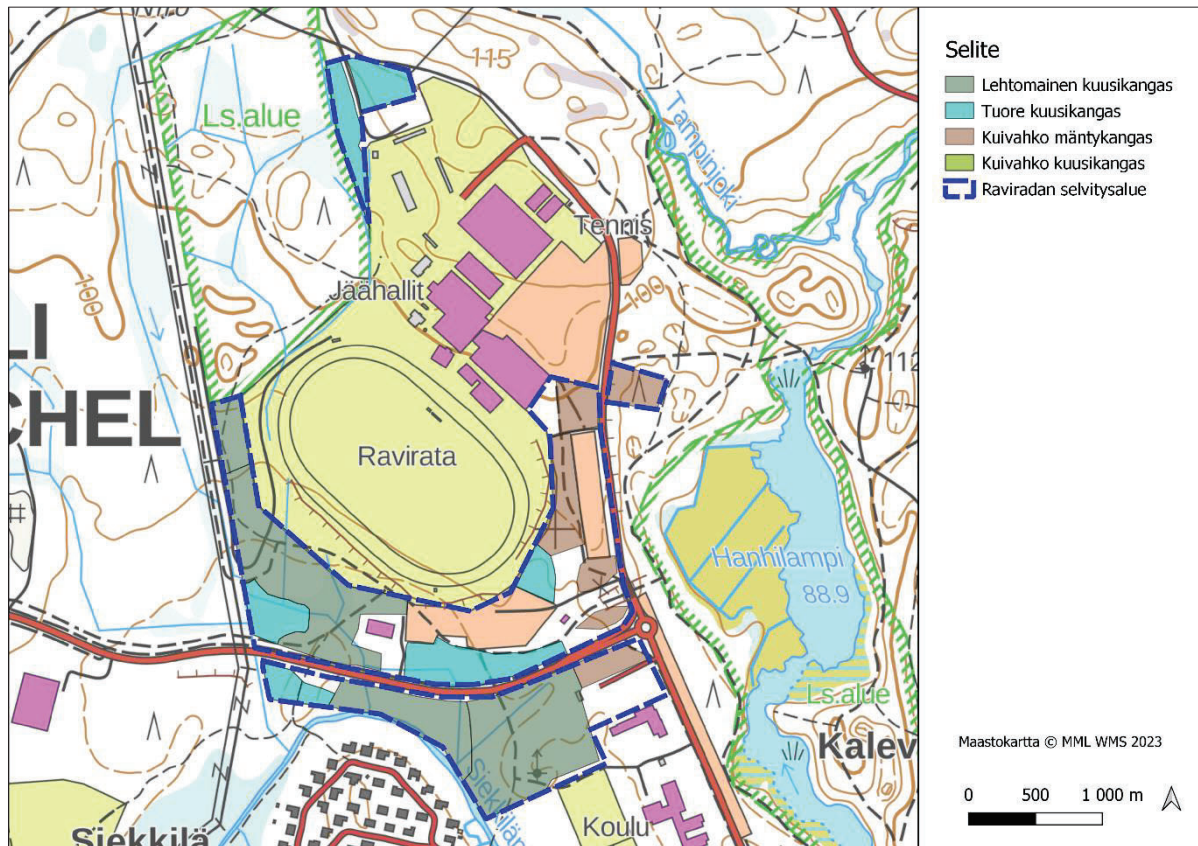 115
Ls.alue
Tampinjoki
Tennis
Jäähallit
100
100
112
LI
CHEL
Ravirata
Hanhilampi
88.9
Ls.alue
Kalev
Siekkilä
Koulu
Selite
Lehtomainen kuusikangas
Tuore kuusikangas
Kuivahko mäntykangas
Kuivahko kuusikangas
Raviradan selvitysalue
Maastokartta © MML WMS 2023
0 500 1 000 m